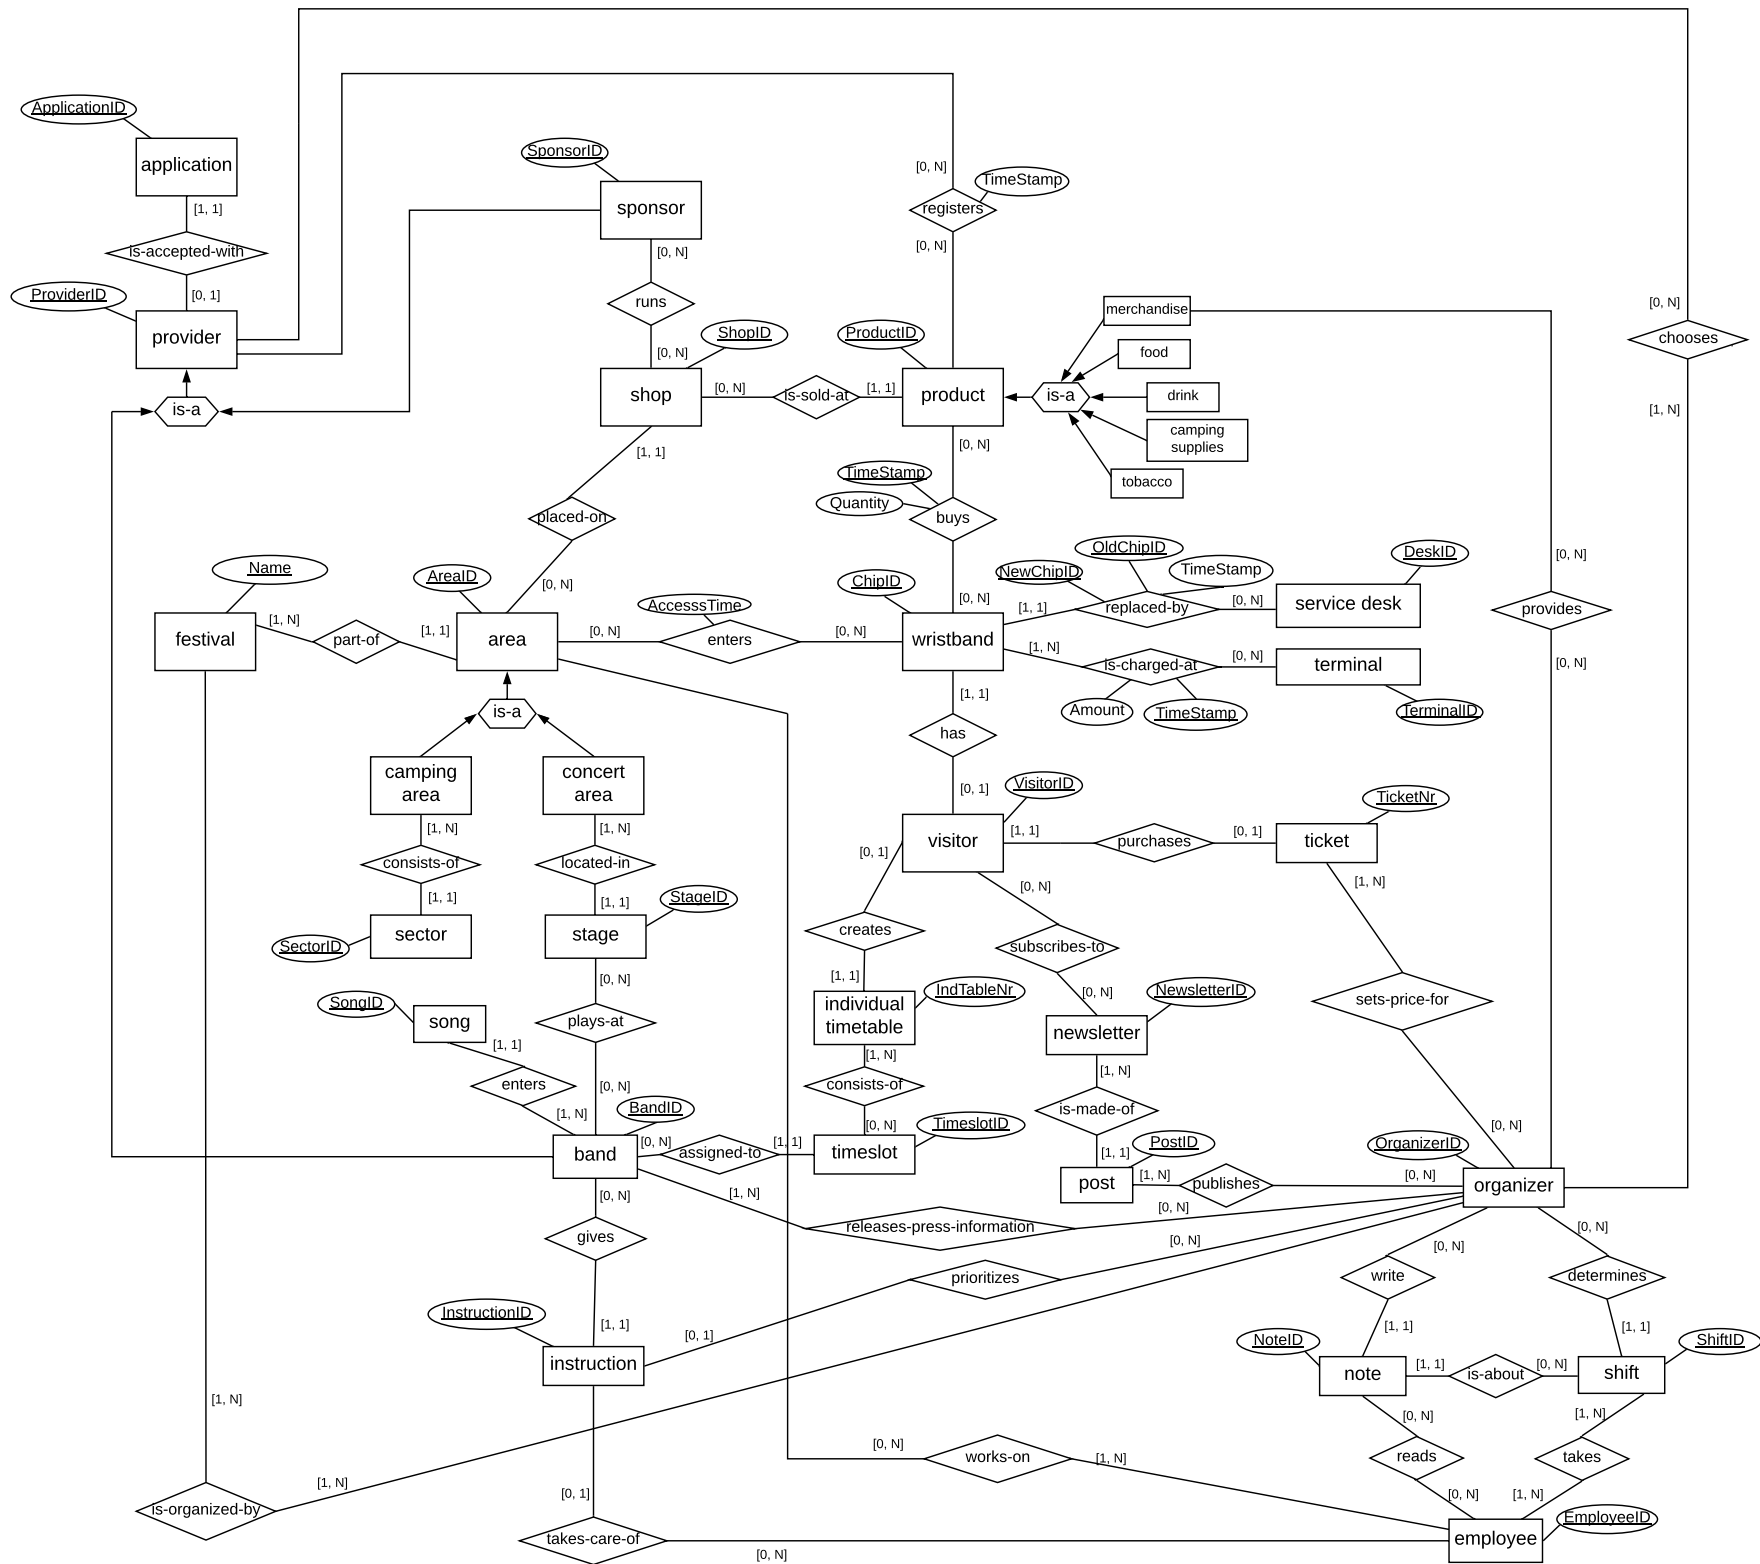 [0, N]
TimeStamp
registers
[0, N]
ApplicationID
application
[1, 1]
is-accepted-with
[0, 1]
ProviderID
provider
is-a
SponsorID
sponsor
[0, N]
runs
[0, N]
ShopID
shop
[0, N]
is-sold-at
[1, 1]
ProductID
product
is-a
merchandise
food
drink
camping
supplies
tobacco
[0, N]
chooses
[1, N]
[1, 1]
placed-on
[0, N]
[0, N]
TimeStamp
Quantity
buys
[0, N]
Name
festival
[1, N]
part-of
[1, 1]
AreaID
area
[0, N]
AccesssTime
enters
[0, N]
ChipID
wristband
NewChipID
OldChipID
TimeStamp
[1, 1]
replaced-by
[0, N]
DeskID
service desk
[1, N]
is-charged-at
[0, N]
terminal
Amount
TimeStamp
TerminalID
[0, N]
provides
[0, N]
is-a
camping
area
concert
area
[1, N]
consists-of
[1, 1]
sector
SectorID
[1, N]
located-in
[1, 1]
stage
StageID
[1, 1]
has
[0, 1]
VisitorID
visitor
[1, 1]
purchases
[0, 1]
TicketNr
ticket
[1, N]
sets-price-for
[0, N]
[0, 1]
creates
[1, 1]
individual
timetable
IndTableNr
[1, N]
consists-of
[0, N]
timeslot
TimeslotID
[0, N]
subscribes-to
[0, N]
NewsletterID
newsletter
[1, N]
is-made-of
[1, 1]
PostID
post
[1, N]
publishes
[0, N]
OrganizerID
organizer
[0, N]
plays-at
[0, N]
SongID
song
[1, 1]
enters
[1, N]
BandID
band
[0, N]
assigned-to
[1, 1]
[1, N]
releases-press-information
[0, N]
[0, N]
gives
[1, 1]
InstructionID
instruction
[0, 1]
prioritizes
[0, N]
[0, N]
write
[1, 1]
NoteID
note
[1, 1]
is-about
[0, N]
[0, N]
determines
[1, 1]
ShiftID
shift
[0, N]
reads
[0, N]
[1, N]
takes
[1, N]
EmployeeID
employee
[1, N]
is-organized-by
[1, N]
[0, N]
works-on
[1, N]
[0, 1]
takes-care-of
[0, N]